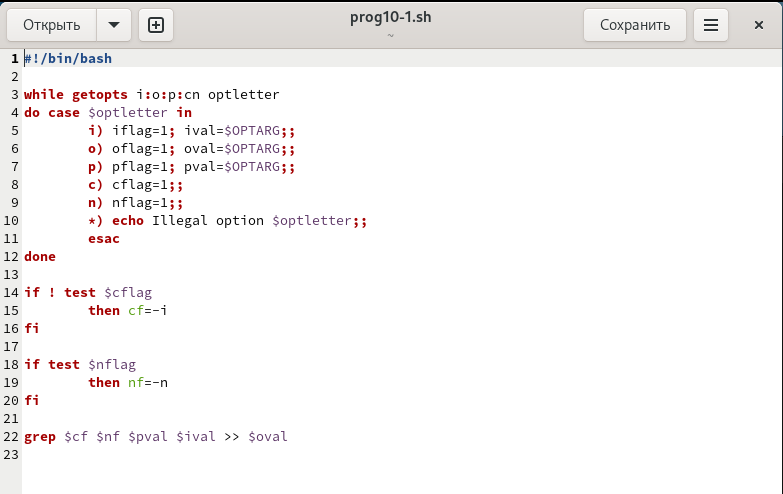 Открыть
prog10-1.sh
~
Сохранить
1 #!/bin/bash
2
3 while getopts i:o:p:cn optletter
4 do case $optletter in
5         i) iflag=1; ival=$OPTARG;;
6         o) oflag=1; oval=$OPTARG;;
7         p) pflag=1; pval=$OPTARG;;
8         c) cflag=1;;
9         n) nflag=1;;
10         *) echo Illegal option $optletter;;
11         esac
12 done
13
14 if ! test $cflag
15         then cf=-i
16 fi
17
18 if test $nflag
19         then nf=-n
20 fi
21
22 grep $cf $nf $pval $ival >> $oval
23